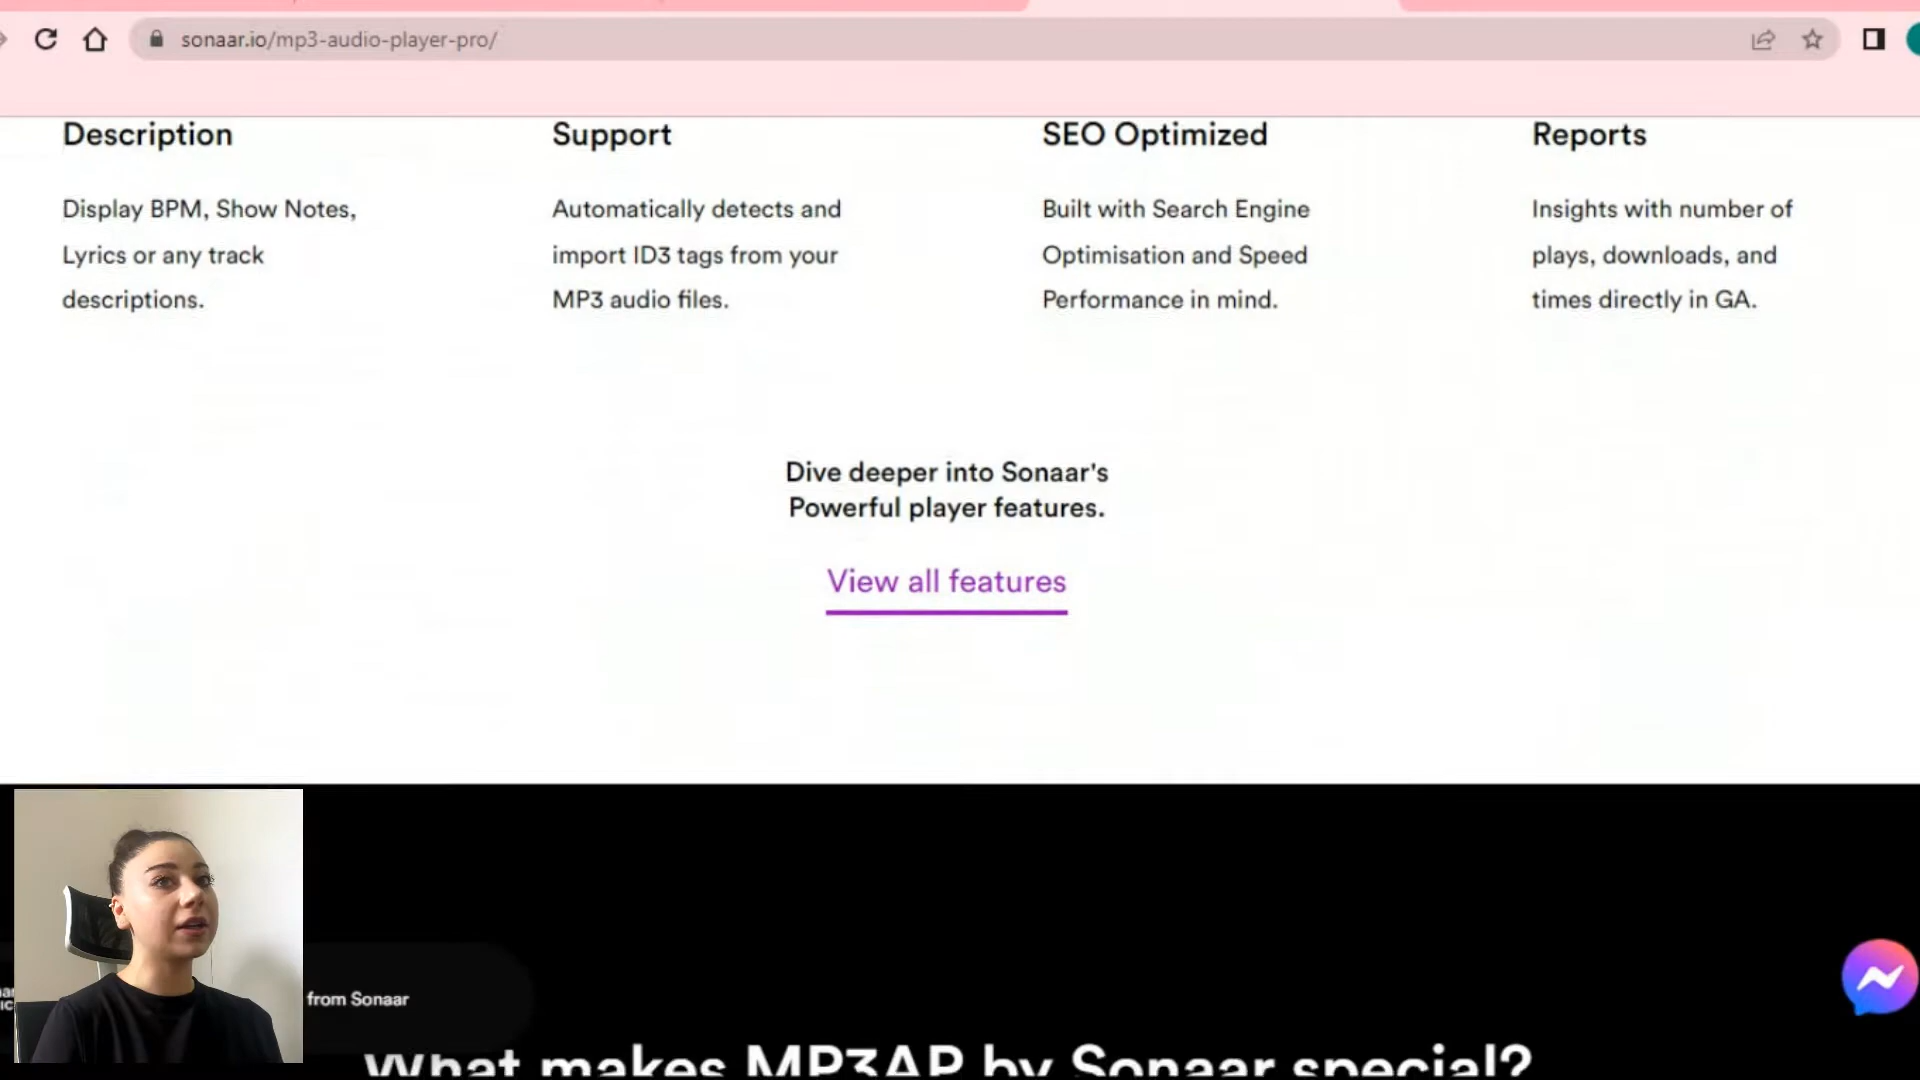 sonaar.io/mp3-audio-player-pro/
Description
Display BPM, Show Notes,
Lyrics or any track
descriptions.
Support
Automatically detects and
import ID3 tags from your
MP3 audio files.
SEO Optimized
Built with Search Engine
Optimisation and Speed
Performance in mind.
Reports
Insights with number of
plays, downloads, and
times directly in GA.
Dive deeper into Sonaar's
Powerful player features.
View all features
from Sonaar
What makes MP3AP by Sonaar special?